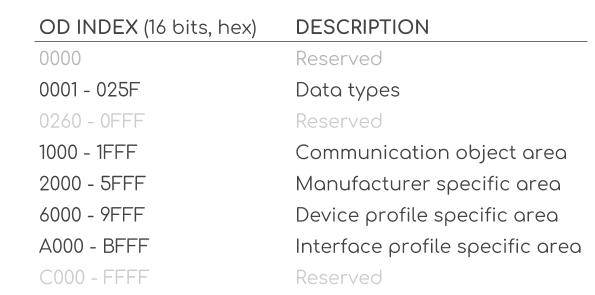 OD INDEX (16 bits, hex) DESCRIPTION
0000 Reserved
0001 - 025F Data types
0260 - 0FFF Reserved
1000 - 1FFF Communication object area
2000 - 5FFF Manufacturer specific area
6000 - 9FFF Device profile specific area
A000 - BFFF Interface profile specific area
C000 - FFFF Reserved